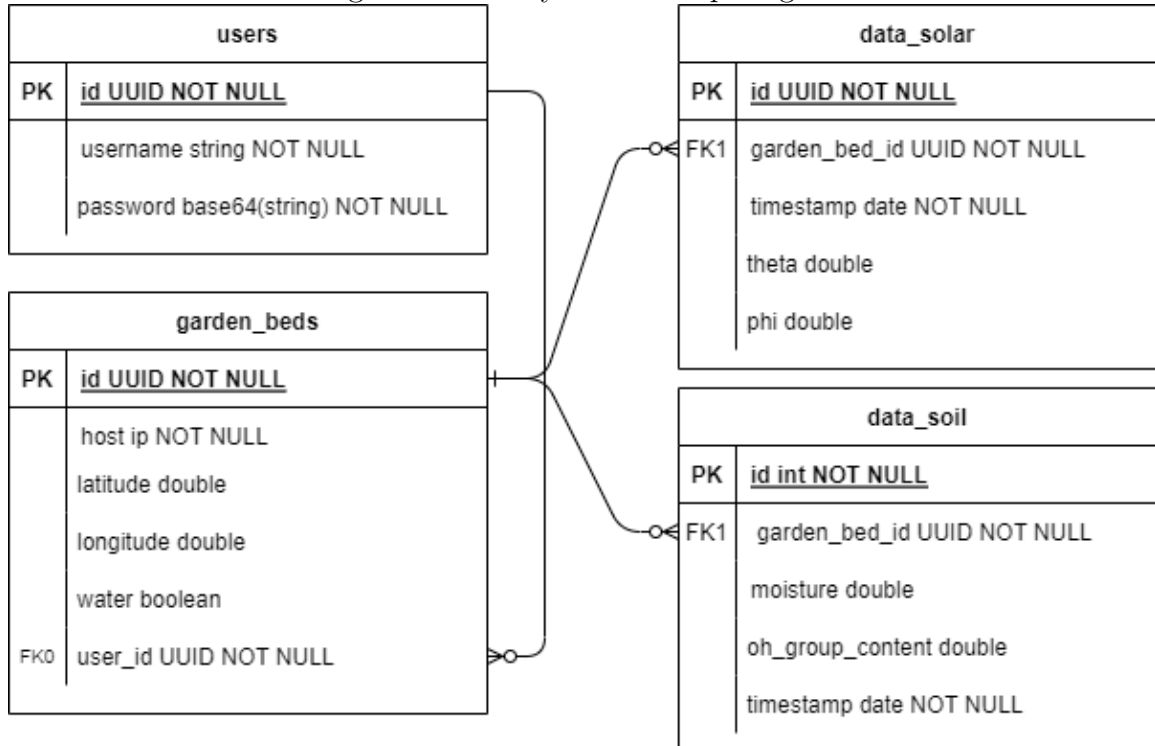 users
PK id UUID NOT NULL
username string NOT NULL
password base64(string) NOT NULL
garden_beds
PK id UUID NOT NULL
host ip NOT NULL
latitude double
longitude double
water boolean
FK0 user_id UUID NOT NULL
data_solar
PK id UUID NOT NULL
FK1 garden_bed_id UUID NOT NULL
timestamp date NOT NULL
theta double
phi double
data_soil
PK id int NOT NULL
FK1 garden_bed_id UUID NOT NULL
moisture double
oh_group_content double
timestamp date NOT NULL